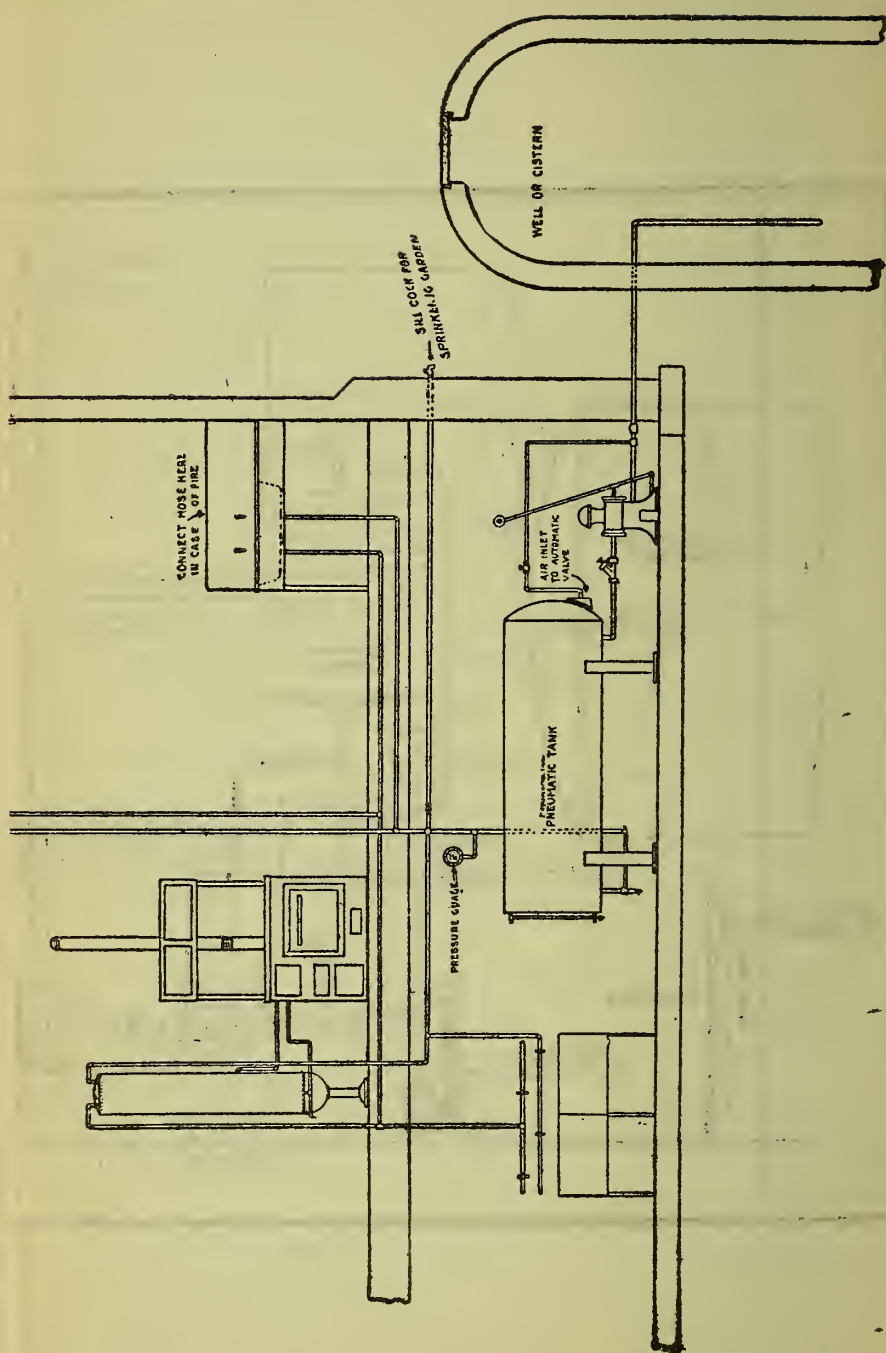 WELL OR CISTERN
SILL COCK FOR
GARDEN
CONNECT HOSE HERE
IN CASE OF FIRE
AIR INLET
TO AUTOMATIC
VALVE
PNEUMATIC TANK
PRESSURE GUAGE